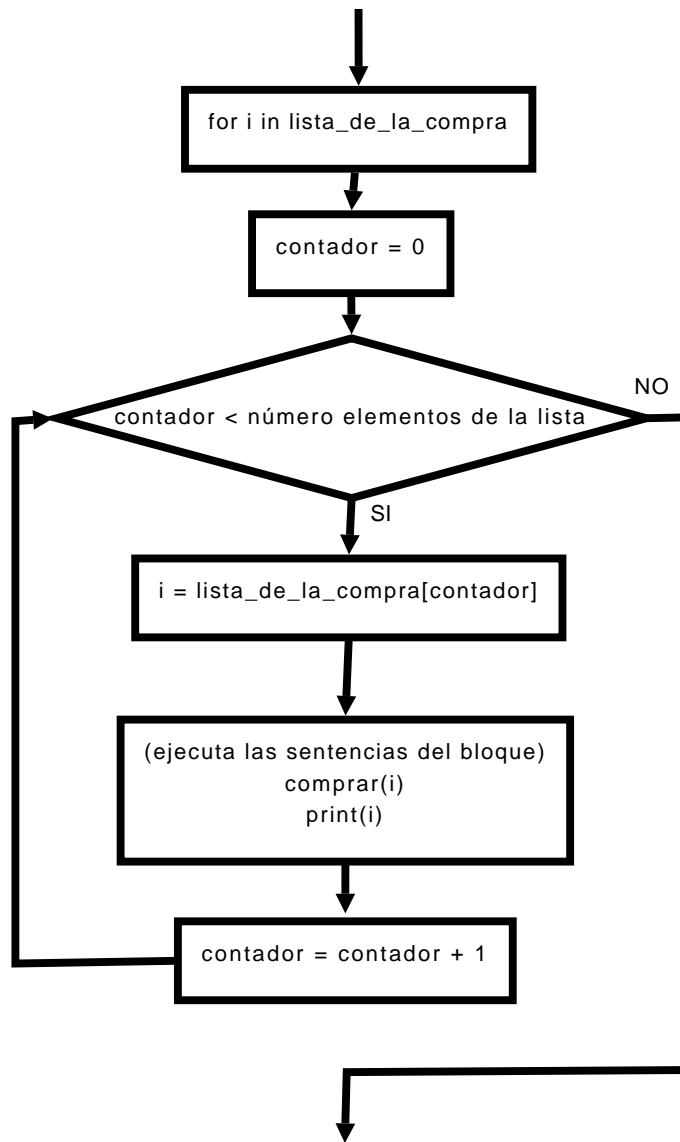 for i in lista_de_la_compra
contador = 0
contador < número elementos de la lista
NO
SI
i = lista_de_la_compra[contador]
(ejecuta las sentencias del bloque)
comprar(i)
print(i)
contador = contador + 1